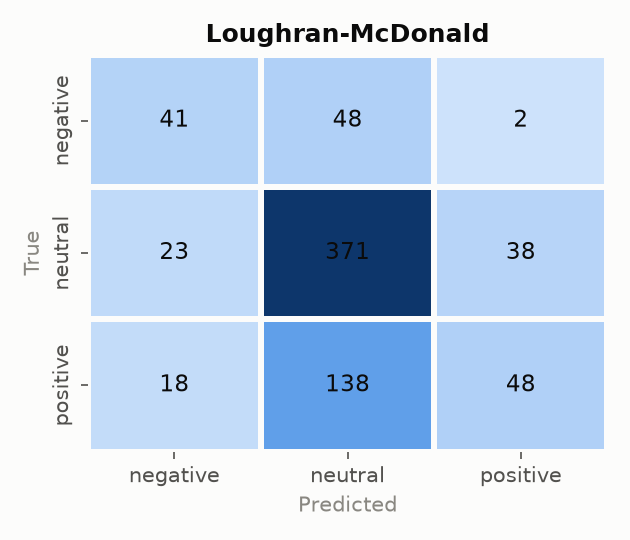 Loughran-McDonald
True
negative
41 48 2
neutral
23 371 38
positive
18 138 48
negative neutral positive
Predicted